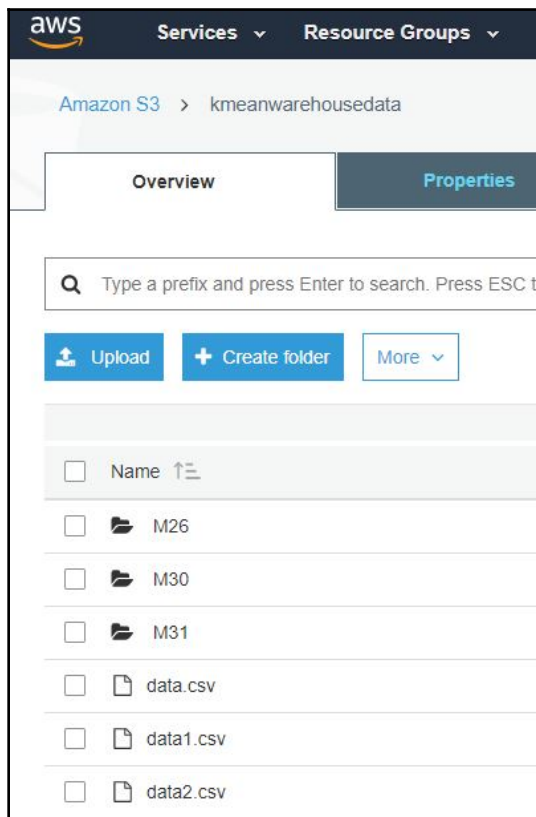 aws Services Resource Groups
Amazon S3 > kmeanwarehousedata
Overview Properties
Type a prefix and press Enter to search. Press ESC t
Upload + Create folder More
Name
M26
M30
M31
data.csv
data1.csv
data2.csv